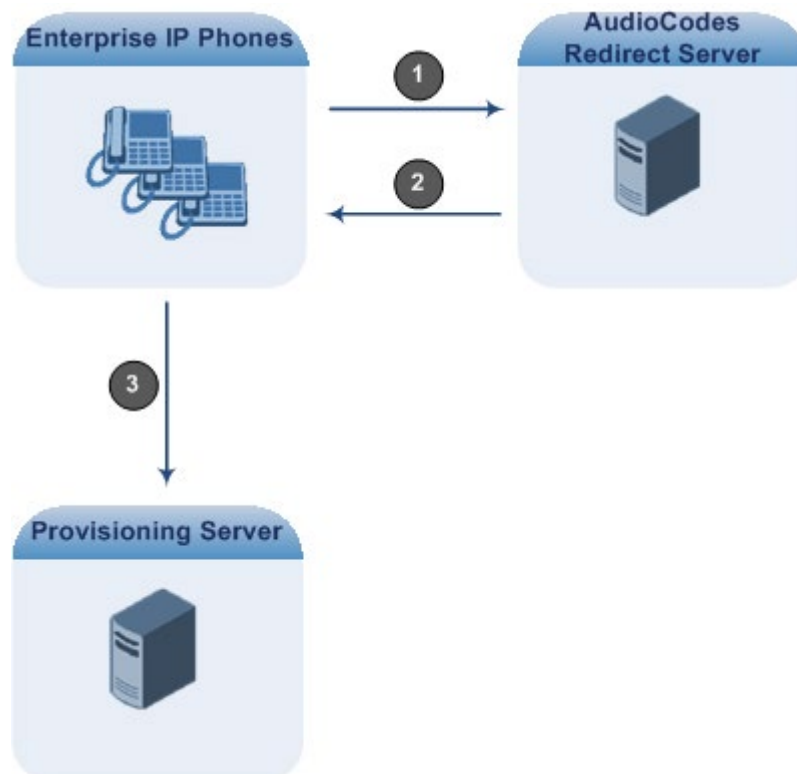 Enterprise IP Phones
AudioCodes
Redirect Server
1
2
3
Provisioning Server